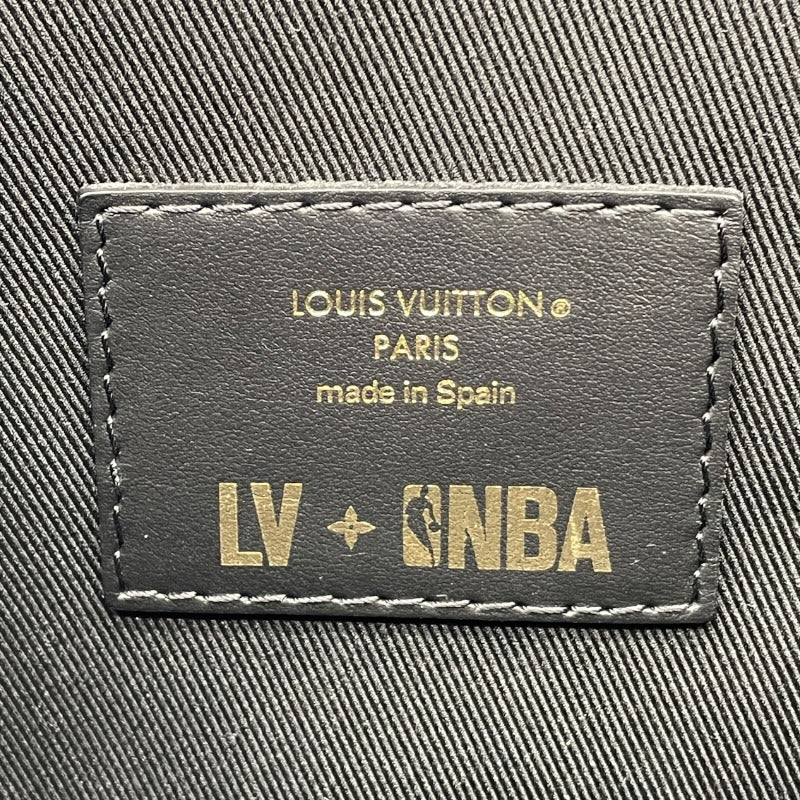 LOUIS VUITTON®
PARIS
made in Spain
LV + NBA